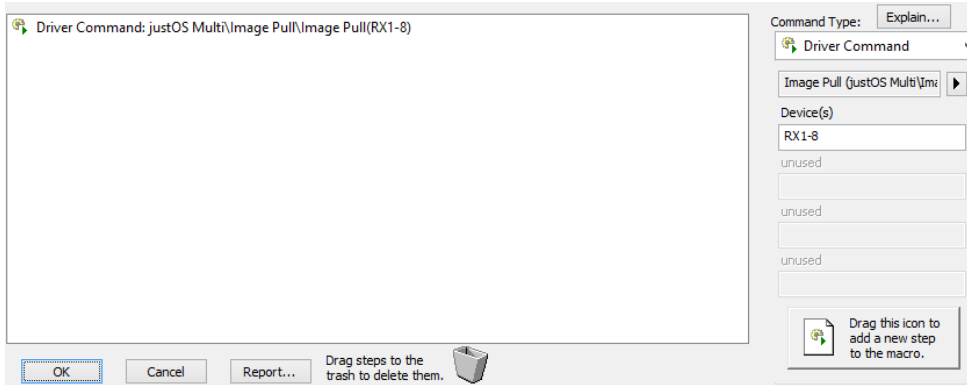 Driver Command: justOS Multi\Image Pull\Image Pull(RX1-8)
Command Type:
Explain...
Driver Command
Image Pull (justOS Multi\Ima
Device(s)
RX1-8
unused
unused
unused
Drag this icon to
add a new step
to the macro.
OK
Cancel
Report...
Drag steps to the
trash to delete them.